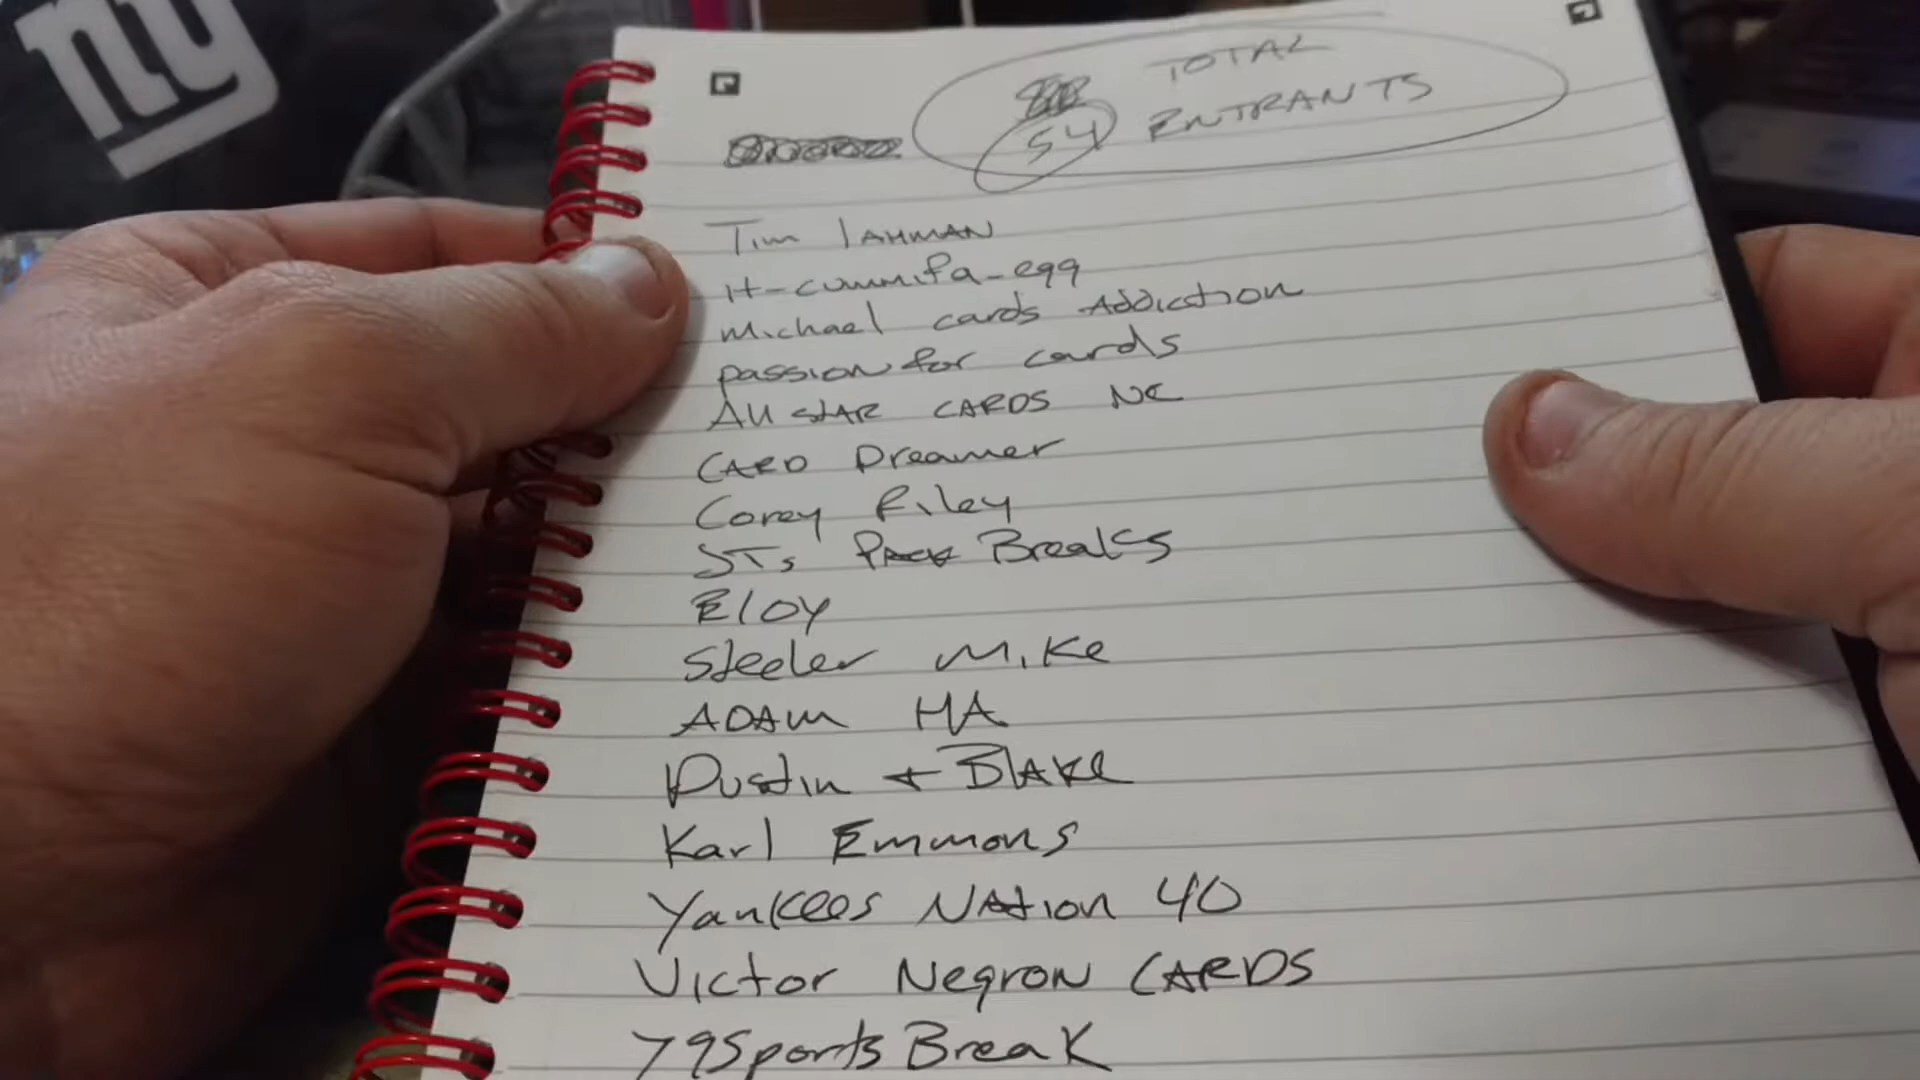 ny
TOTAL
54 ENTRANTS
Tim LAHMAN
it-cummifa-egg
Michael cards Addiction
passion for cards
All STAR CARDS NC
CARD Dreamer
Corey Riley
JTs Pack Breaks
Eloy
Steeler Mike
ADAM HA
Dustin + BLAKE
Karl Emmons
Yankees Nation 40
Victor Negron CARDS
79SportsBreak